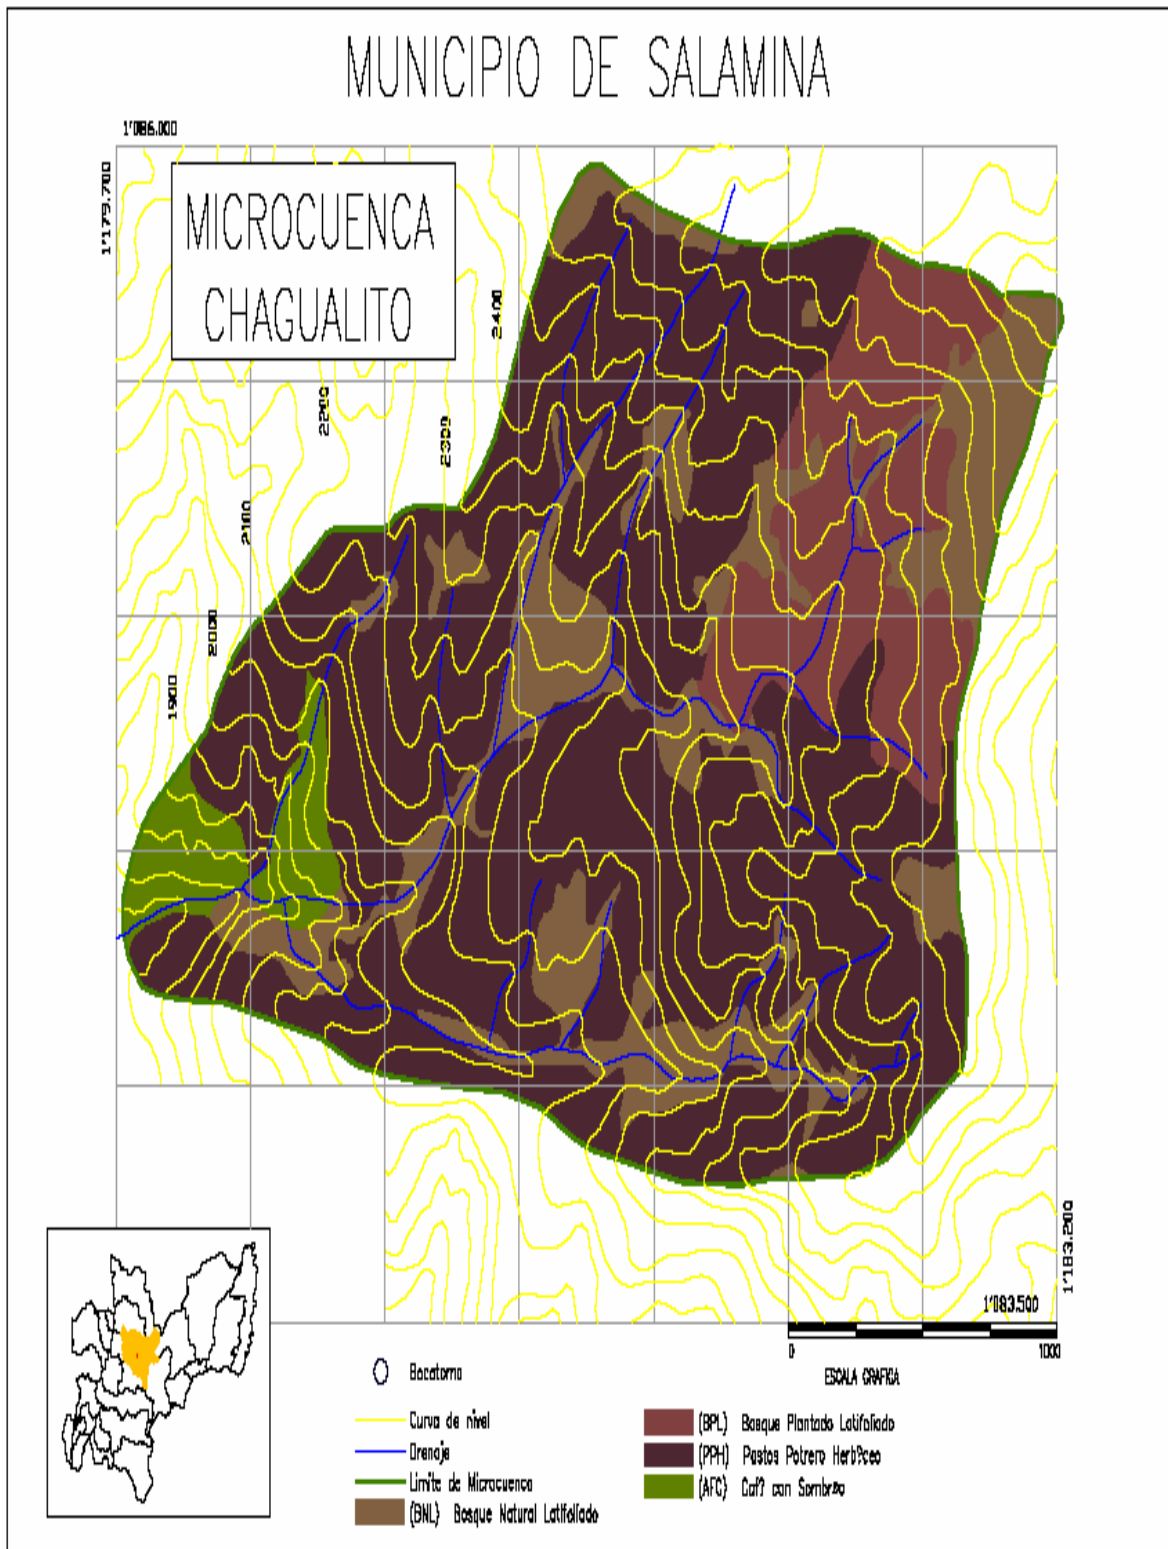 MUNICIPIO DE SALAMINA
1'086.000
1'179.700
MICROCUENCA
CHAGUALITO
2400
2200
2300
2100
2000
1900
1'183.200
1'083.500
0
1000
ESCALA GRAFICA
Bocatoma
Curva de nivel
Drenaje
Limite de Microcuenca
(BNL) Bosque Natural Latifoliado
(BPL) Bosque Plantado Latifoliado
(PPH) Pastos Potrero Herb?ceo
(AFC) Caf? con Sombr�o